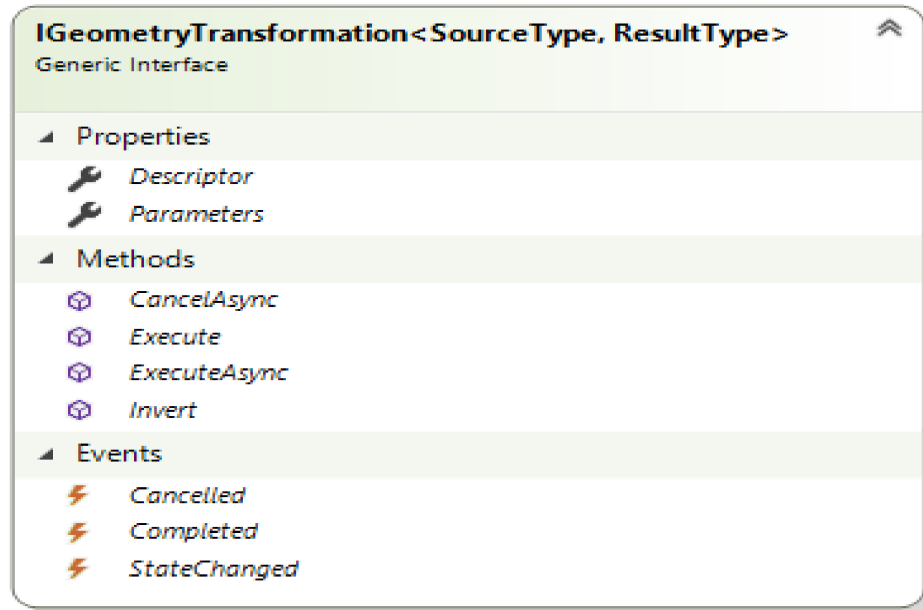 IGeometryTransformation<SourceType, ResultType>
Generic Interface
Properties
Descriptor
Parameters
Methods
CancelAsync
Execute
ExecuteAsync
Invert
Events
Cancelled
Completed
StateChanged